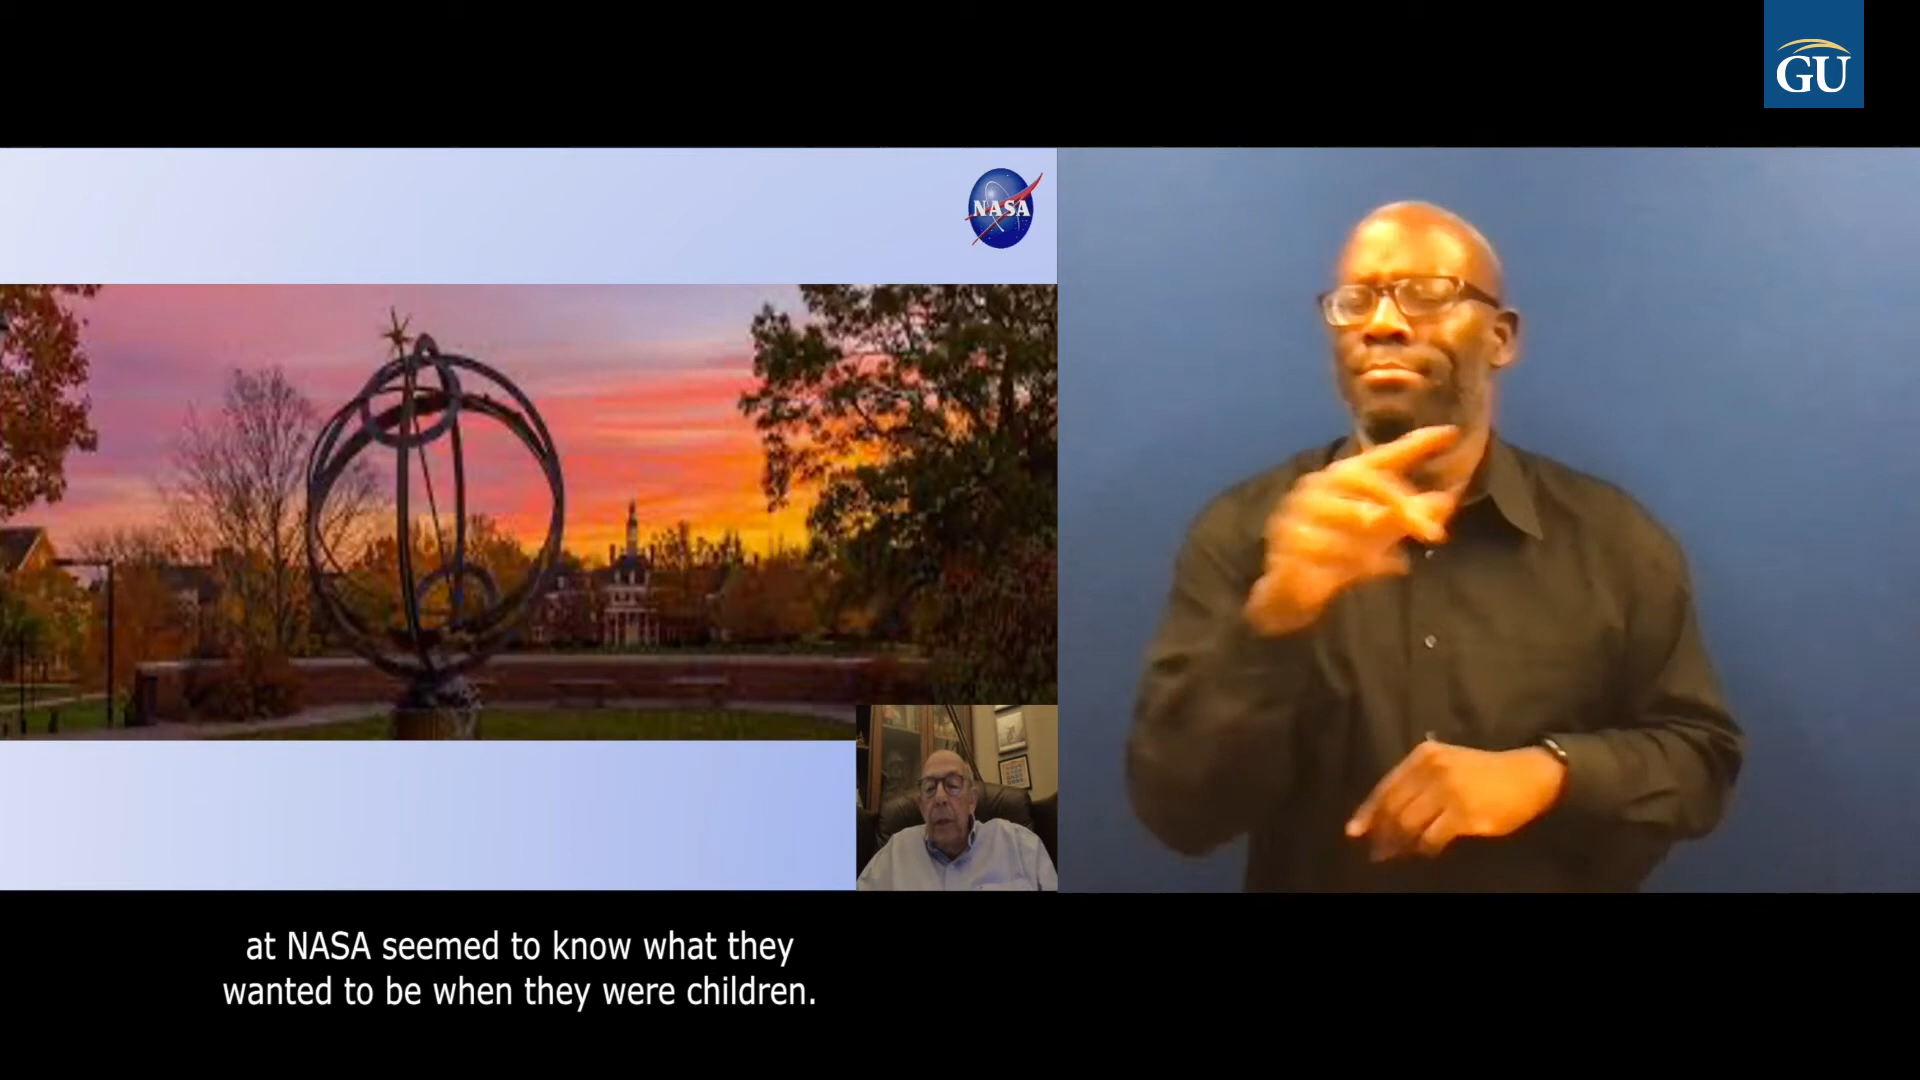 GU
NASA
at NASA seemed to know what they
wanted to be when they were children.